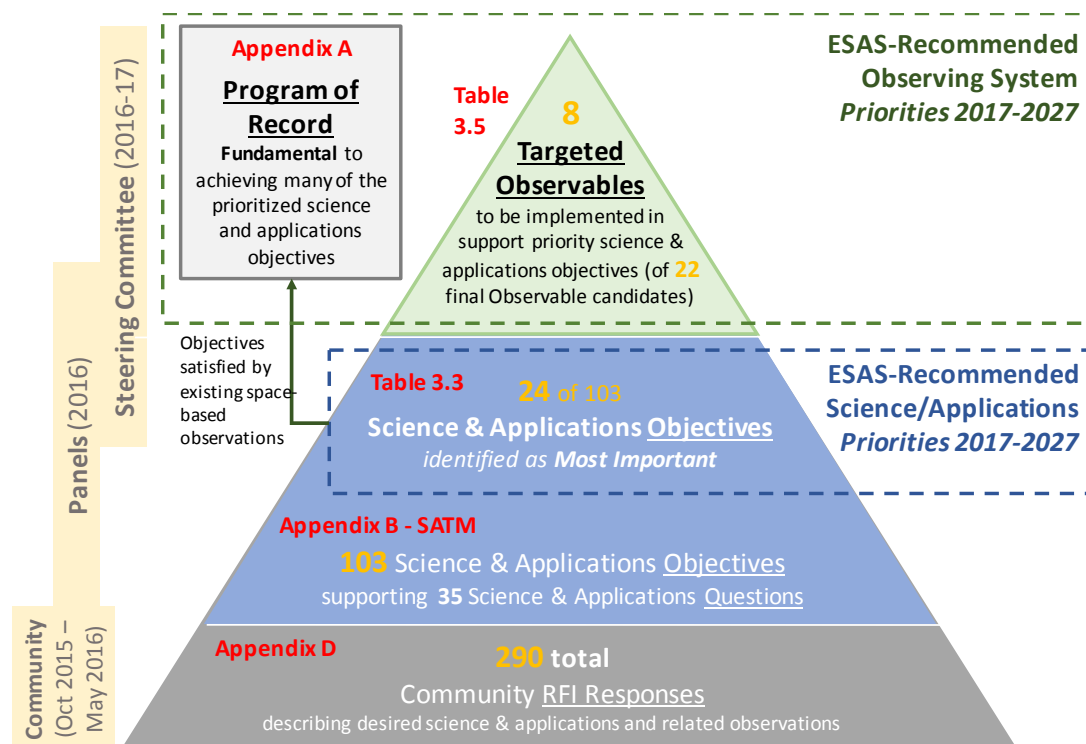 Appendix A
Program of
Record
Fundamental to
achieving many of the
prioritized science
and applications
objectives
Table
3.5
8
Targeted
Observables
to be implemented in
support priority science &
applications objectives (of 22
final Observable candidates)
ESAS-Recommended
Observing System
Priorities 2017-2027
Steering Committee (2016-17)
Panels (2016)
Community
(Oct 2015 –
May 2016)
Objectives
satisfied by
existing space-
based
observations
Table 3.3
24 of 103
Science & Applications Objectives
identified as Most Important
ESAS-Recommended
Science/Applications
Priorities 2017-2027
Appendix B - SATM
103 Science & Applications Objectives
supporting 35 Science & Applications Questions
Appendix D
290 total
Community RFI Responses
describing desired science & applications and related observations